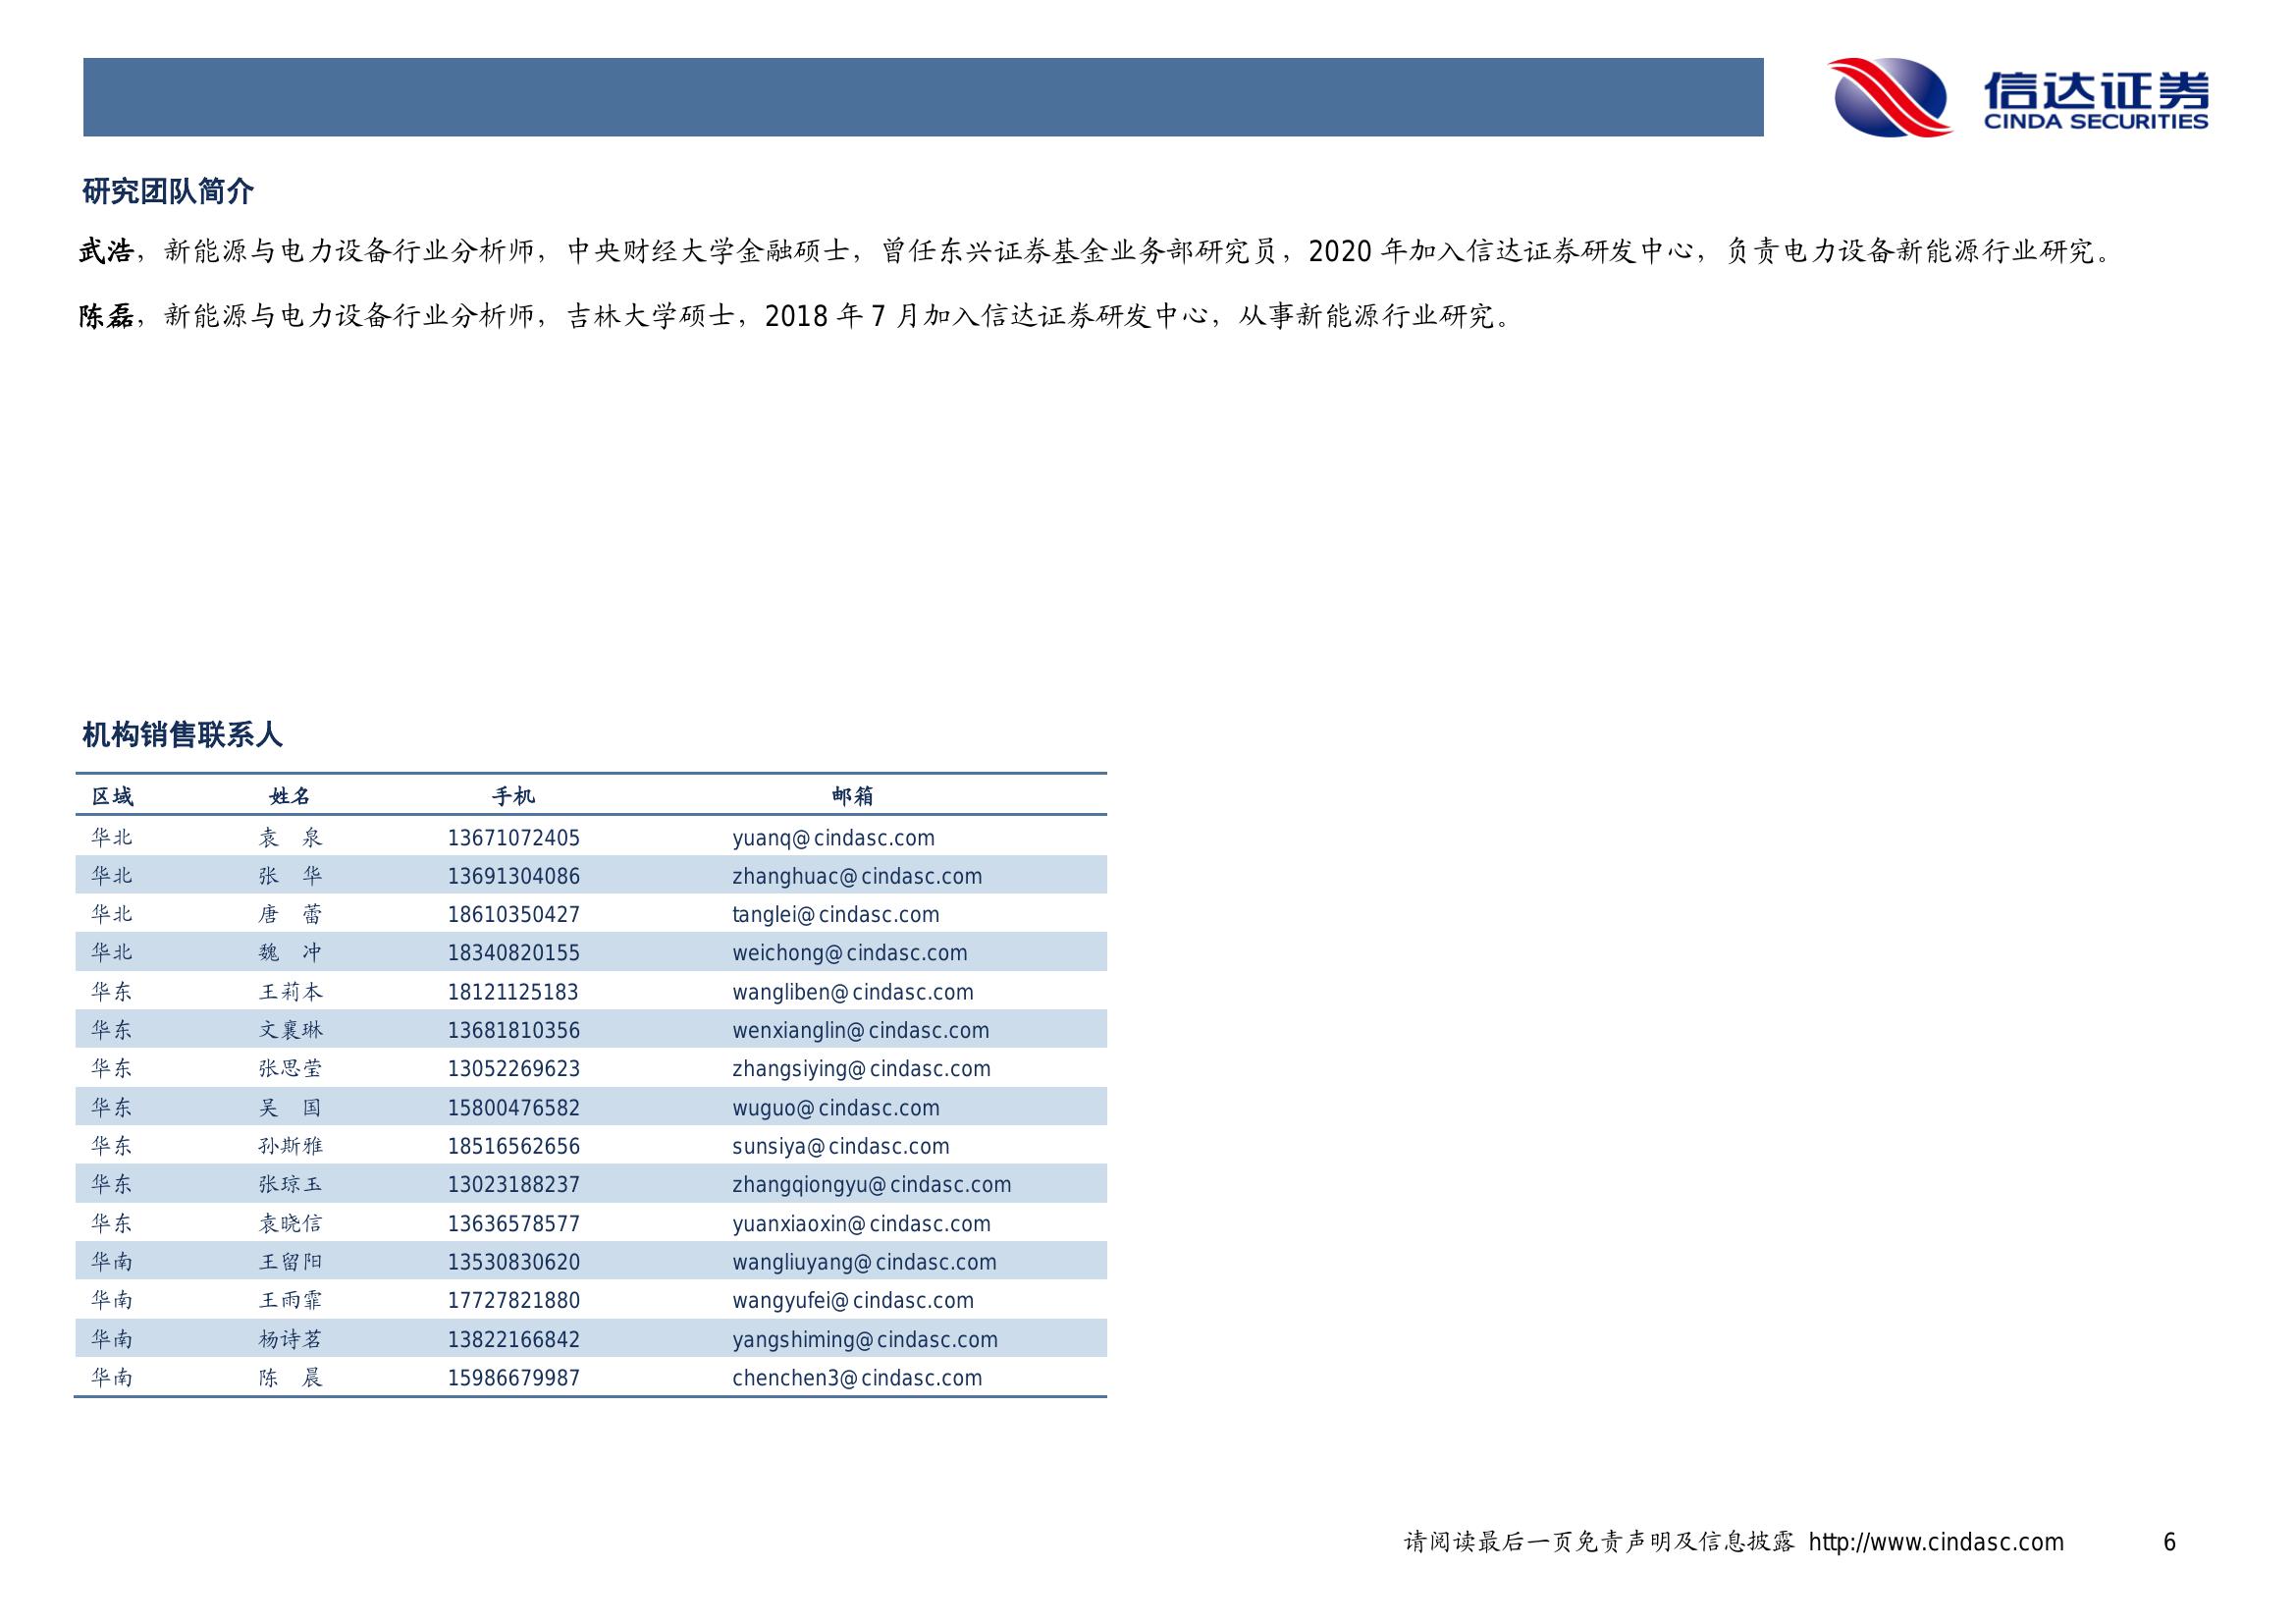 信达证券
CINDA SECURITIES
研究团队简介
武浩，新能源与电力设备行业分析师，中央财经大学金融硕士，曾任东兴证券基金业务部研究员，2020 年加入信达证券研发中心，负责电力设备新能源行业研究。
陈磊，新能源与电力设备行业分析师，吉林大学硕士，2018 年 7 月加入信达证券研发中心，从事新能源行业研究。
机构销售联系人
区域 姓名 手机 邮箱
华北 袁　泉 13671072405 yuanq@cindasc.com
华北 张　华 13691304086 zhanghuac@cindasc.com
华北 唐　蕾 18610350427 tanglei@cindasc.com
华北 魏　冲 18340820155 weichong@cindasc.com
华东 王莉本 18121125183 wangliben@cindasc.com
华东 文襄琳 13681810356 wenxianglin@cindasc.com
华东 张思莹 13052269623 zhangsiying@cindasc.com
华东 吴　国 15800476582 wuguo@cindasc.com
华东 孙斯雅 18516562656 sunsiya@cindasc.com
华东 张琼玉 13023188237 zhangqiongyu@cindasc.com
华东 袁晓信 13636578577 yuanxiaoxin@cindasc.com
华南 王留阳 13530830620 wangliuyang@cindasc.com
华南 王雨霏 17727821880 wangyufei@cindasc.com
华南 杨诗茗 13822166842 yangshiming@cindasc.com
华南 陈　晨 15986679987 chenchen3@cindasc.com
请阅读最后一页免责声明及信息披露 http://www.cindasc.com 6